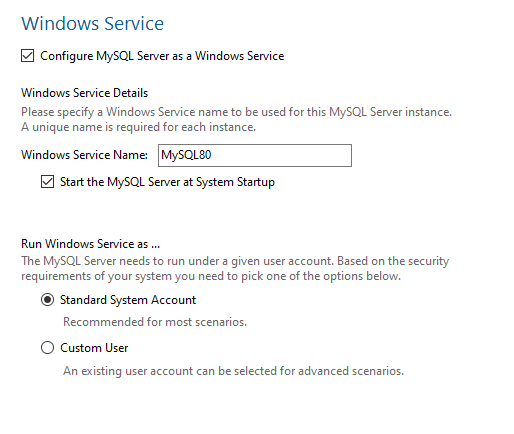 Windows Service
Configure MySQL Server as a Windows Service
Windows Service Details
Please specify a Windows Service name to be used for this MySQL Server instance.
A unique name is required for each instance.
Windows Service Name: MySQL80
Start the MySQL Server at System Startup
Run Windows Service as ...
The MySQL Server needs to run under a given user account. Based on the security
requirements of your system you need to pick one of the options below.
Standard System Account
Recommended for most scenarios.
Custom User
An existing user account can be selected for advanced scenarios.